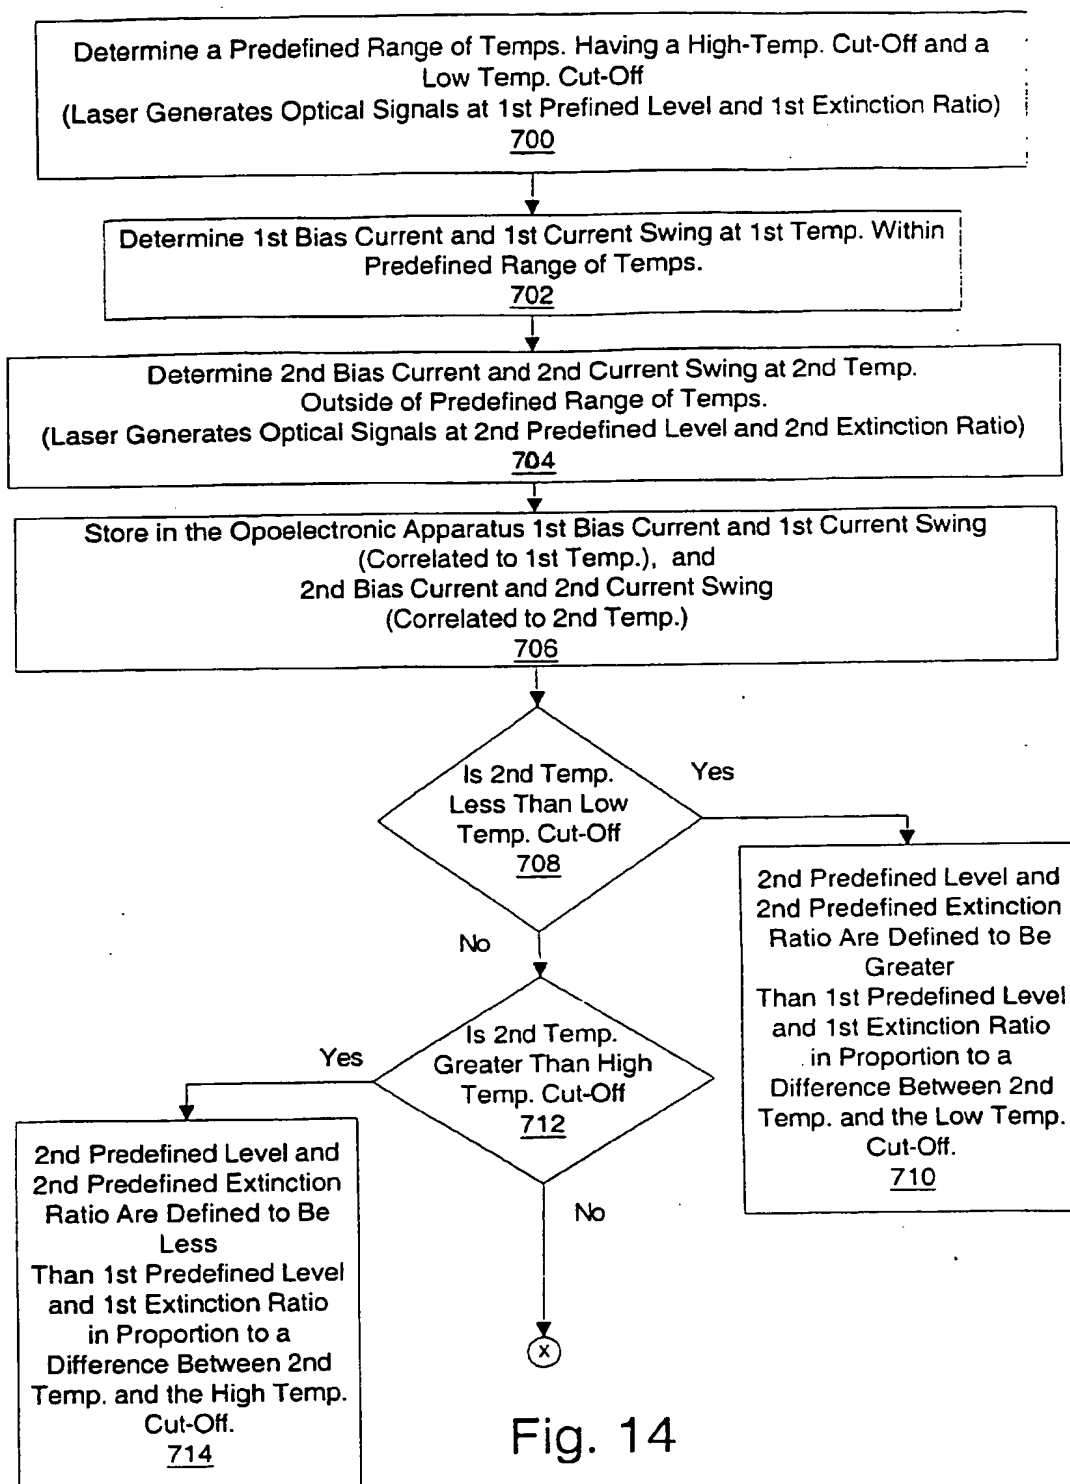 Determine a Predefined Range of Temps. Having a High-Temp. Cut-Off and a
Low Temp. Cut-Off
(Laser Generates Optical Signals at 1st Prefined Level and 1st Extinction Ratio)
700
Determine 1st Bias Current and 1st Current Swing at 1st Temp. Within
Predefined Range of Temps.
702
Determine 2nd Bias Current and 2nd Current Swing at 2nd Temp.
Outside of Predefined Range of Temps.
(Laser Generates Optical Signals at 2nd Predefined Level and 2nd Extinction Ratio)
704
Store in the Opoelectronic Apparatus 1st Bias Current and 1st Current Swing
(Correlated to 1st Temp.), and
2nd Bias Current and 2nd Current Swing
(Correlated to 2nd Temp.)
706
Is 2nd Temp.
Less Than Low
Temp. Cut-Off
708
Yes
No
2nd Predefined Level and
2nd Predefined Extinction
Ratio Are Defined to Be
Greater
Than 1st Predefined Level
and 1st Extinction Ratio
in Proportion to a
Difference Between 2nd
Temp. and the Low Temp.
Cut-Off.
710
Is 2nd Temp.
Greater Than High
Temp. Cut-Off
712
Yes
No
2nd Predefined Level and
2nd Predefined Extinction
Ratio Are Defined to Be
Less
Than 1st Predefined Level
and 1st Extinction Ratio
in Proportion to a
Difference Between 2nd
Temp. and the High Temp.
Cut-Off.
714
X
Fig. 14